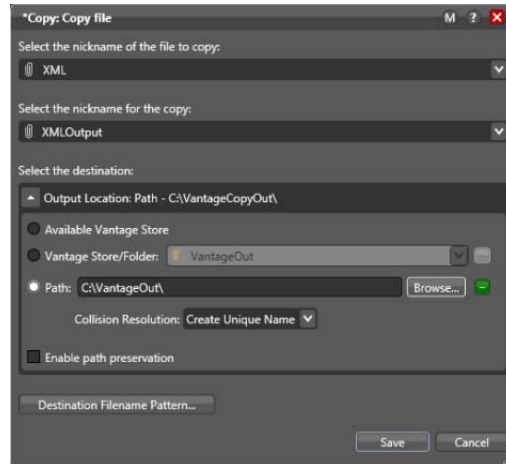 *Copy: Copy file M ? X
Select the nickname of the file to copy:
XML
Select the nickname for the copy:
XMLOutput
Select the destination:
Output Location: Path - C:\VantageCopyOut\
Available Vantage Store
Vantage Store/Folder: VantageOut
Path: C:\VantageOut\ Browse...
Collision Resolution: Create Unique Name
Enable path preservation
Destination Filename Pattern...
Save Cancel